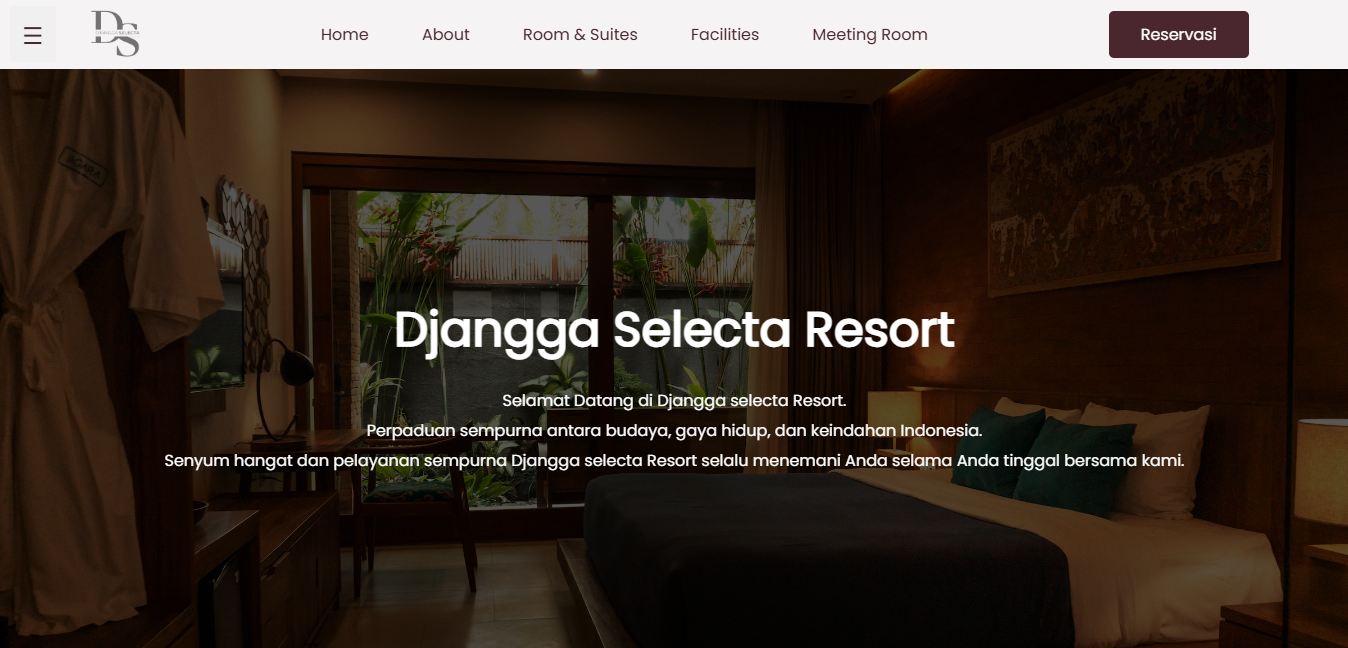 DS
DJANGGA SELECTA
Home
About
Room & Suites
Facilities
Meeting Room
Reservasi
Djangga Selecta Resort
Selamat Datang di Djangga selecta Resort.
Perpaduan sempurna antara budaya, gaya hidup, dan keindahan Indonesia.
Senyum hangat dan pelayanan sempurna Djangga selecta Resort selalu menemani Anda selama Anda tinggal bersama kami.